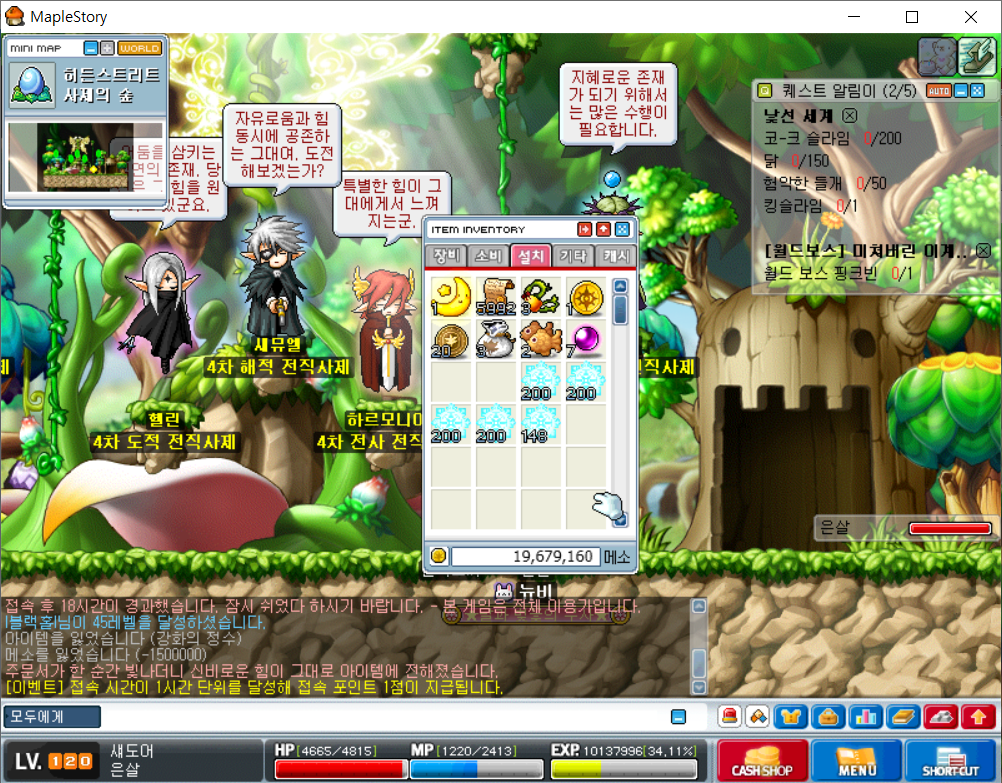 MapleStory
MINI MAP
WORLD
히든스트리트
사제의 숲
삼키는
존재. 당
힘을 원
자유로움과 힘
동시에 공존하
는 그대여, 도전
해보겠는가?
특별한 힘이 그
대에게서 느껴
지는군.
지혜로운 존재
가 되기 위해서
는 많은 수행이
필요합니다.
퀘스트 알림이 (2/5)
AUTO
낯선 세계
코-크 슬라임 0/200
닭 0/150
험악한 들개 0/50
킹슬라임 0/1
[월드보스] 미쳐버린 이계..
월드 보스 핑크빈 0/1
ITEM INVENTORY
장비
소비
설치
기타
캐시
1
5992
3
1
20
3
2
7
200
200
200
200
148
19,679,160
메소
세뮤엘
4차 해적 전직사제
헬린
4차 도적 전직사제
하르모니아
4차 전사 전직
전직사제
은살
뉴비
접속 후 18시간이 경과했습니다. 잠시 쉬었다 하시기 바랍니다. - 본 게임은 전체 이용가입니다.
님이 45레벨을 달성하셨습니다.
아이템을 잃었습니다 (강화의 정수)
메소를 잃었습니다 (-1500000)
주문서가 한 순간 빛나더니 신비로운 힘이 그대로 아이템에 전해졌습니다.
[이벤트] 접속 시간이 1시간 단위를 달성해 접속 포인트 1점이 지급됩니다.
모두에게
LV. 120
섀도어
은살
HP[4665/4815]
MP[1220/2413]
EXP. 10137996[34.11%]
CASH SHOP
MENU
SHORT CUT